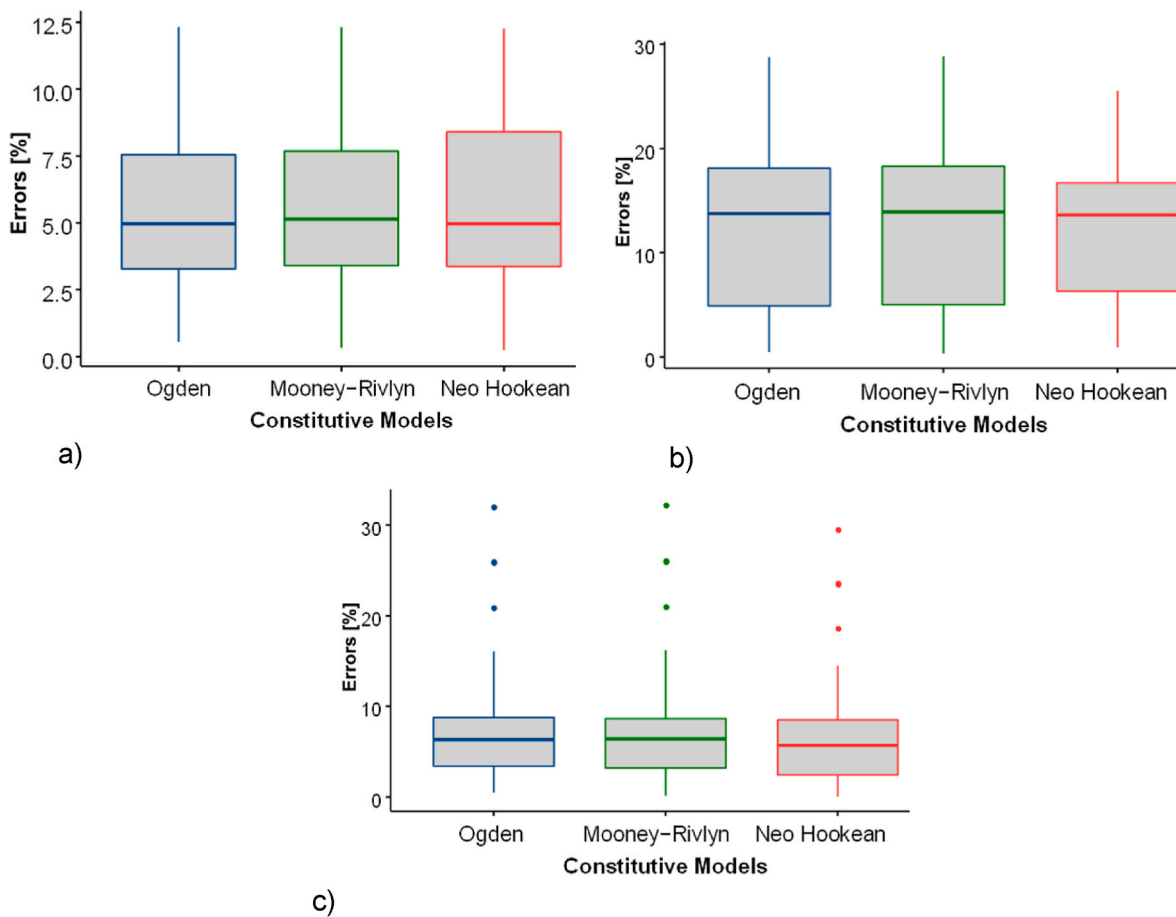 12.5
10.0
7.5
5.0
2.5
0.0
Errors [%]
Ogden Mooney−Rivlyn Neo Hookean
Constitutive Models
a)
30
20
10
0
Errors [%]
Ogden Mooney−Rivlyn Neo Hookean
Constitutive Models
b)
30
20
10
0
Errors [%]
Ogden Mooney−Rivlyn Neo Hookean
Constitutive Models
c)